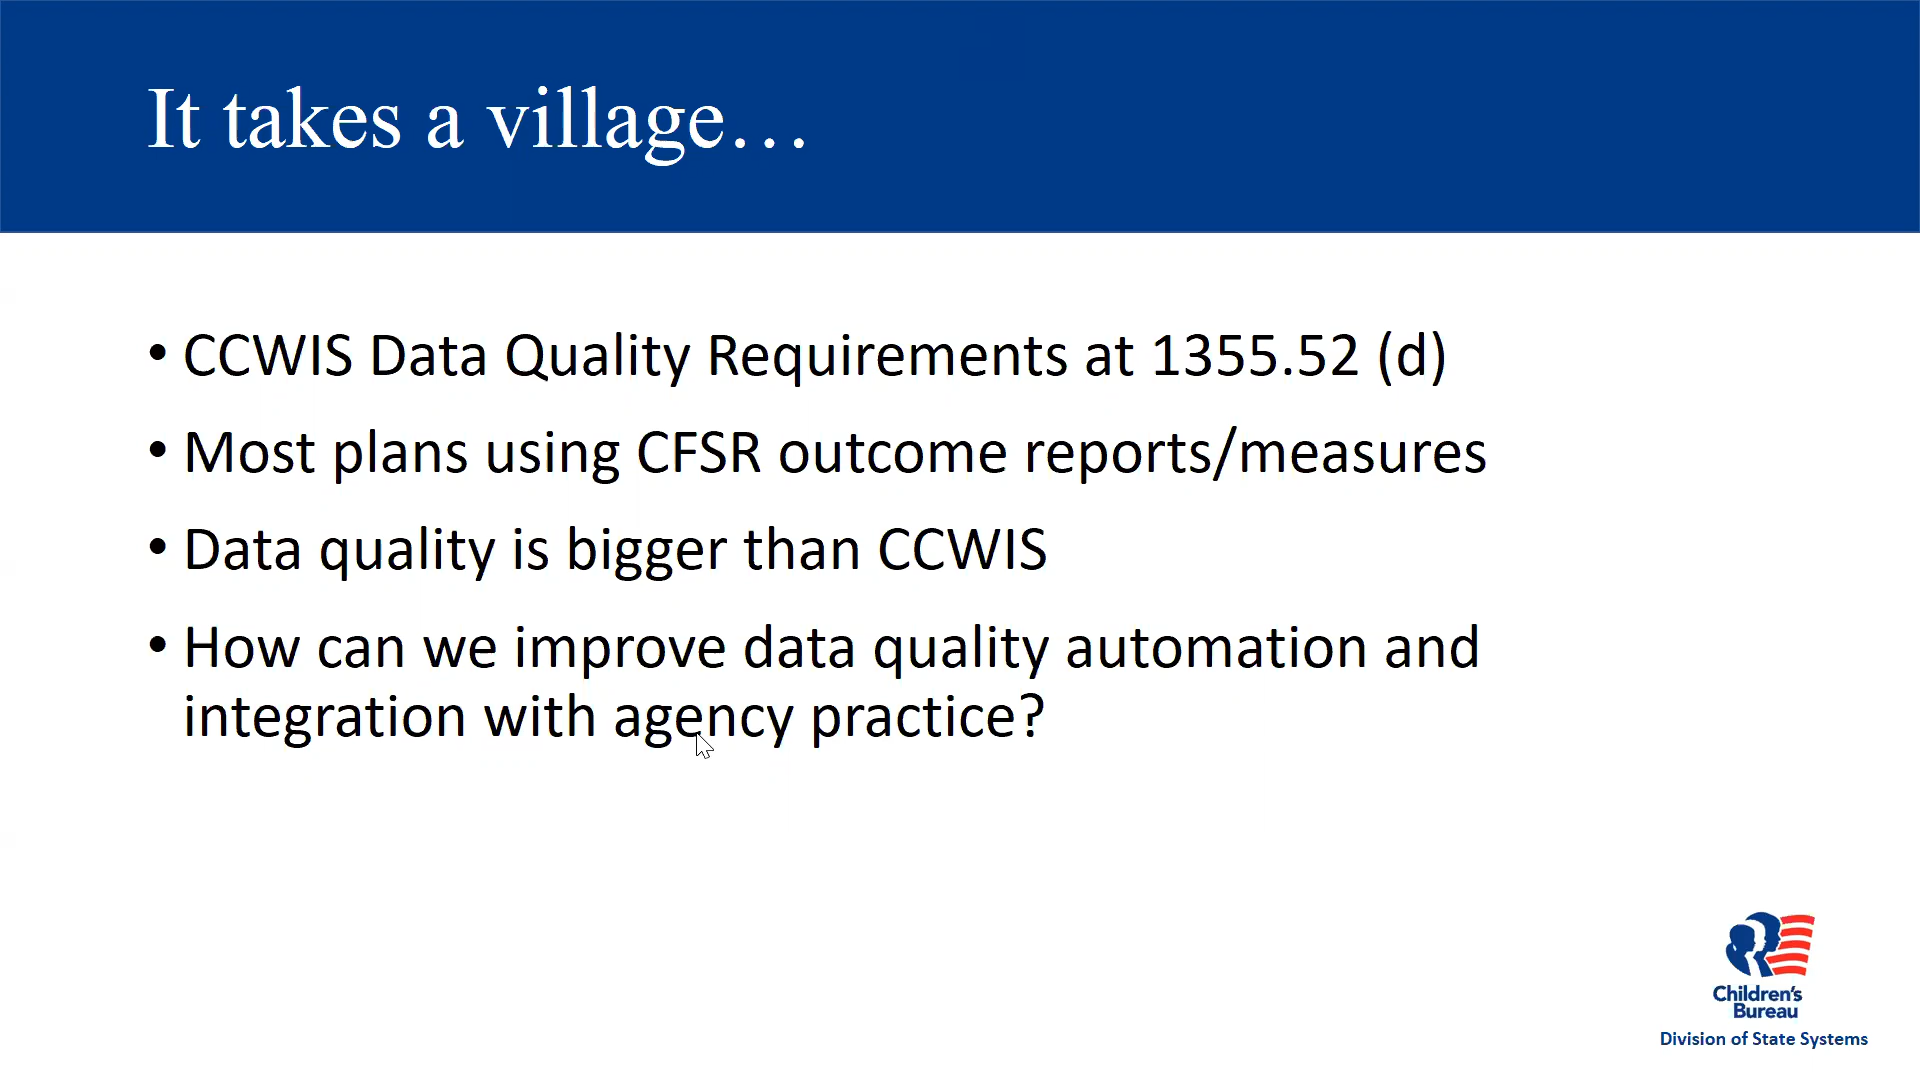 It takes a village…
• CCWIS Data Quality Requirements at 1355.52 (d)
• Most plans using CFSR outcome reports/measures
• Data quality is bigger than CCWIS
• How can we improve data quality automation and
integration with agency practice?
Children's
Bureau
Division of State Systems